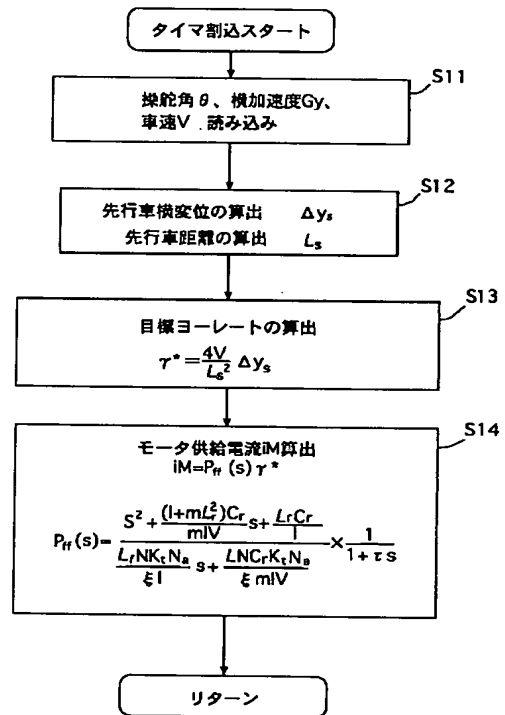 タイマ割込スタート
S11
操舵角θ、横加速度Gy、
車速V .読み込み
S12
先行車横変位の算出 Δys
先行車距離の算出 Ls
S13
目標ヨーレートの算出
γ*=4V/Ls² Δys
S14
モータ供給電流iM算出
iM=Pff (s) γ*
Pff (s)= (S²+ (I+mLr²)Cr/mIV s+ LrCr/I) / (LfNKtNa/ξI s+ LNCrKtNa/ξmIV) × 1/(1+τs)
リターン